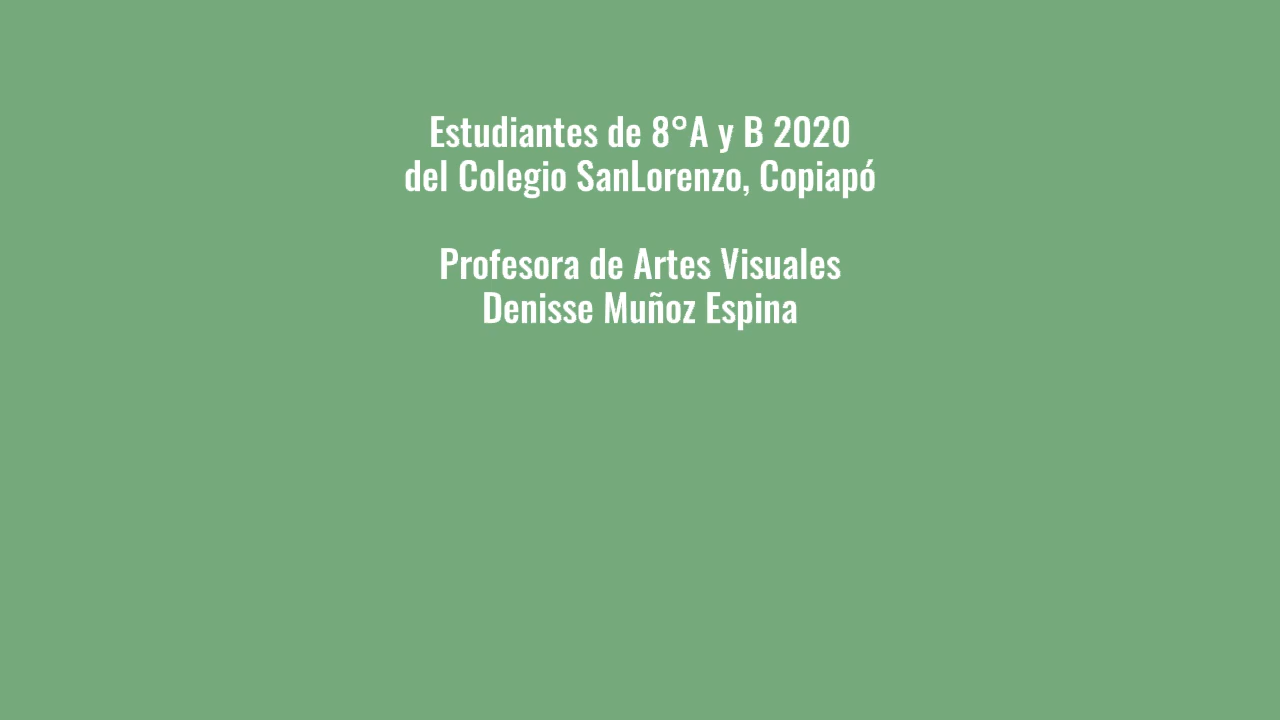 Estudiantes de 8°A y B 2020
del Colegio SanLorenzo, Copiapó
Profesora de Artes Visuales
Denisse Muñoz Espina